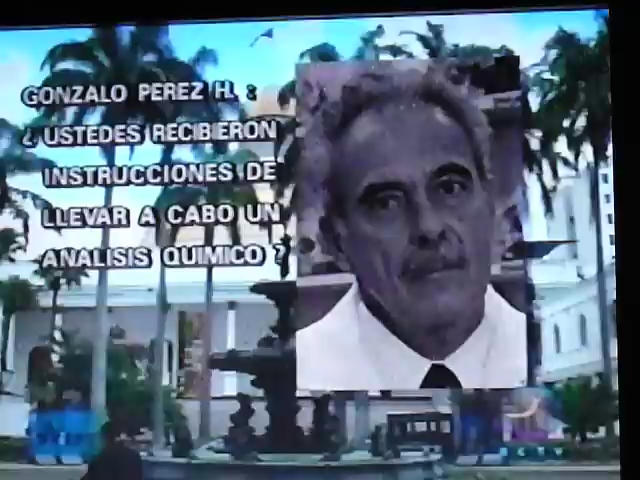 GONZALO PEREZ H. :
¿ USTEDES RECIBIERON
INSTRUCCIONES DE
LLEVAR A CABO UN
ANALISIS QUIMICO ?